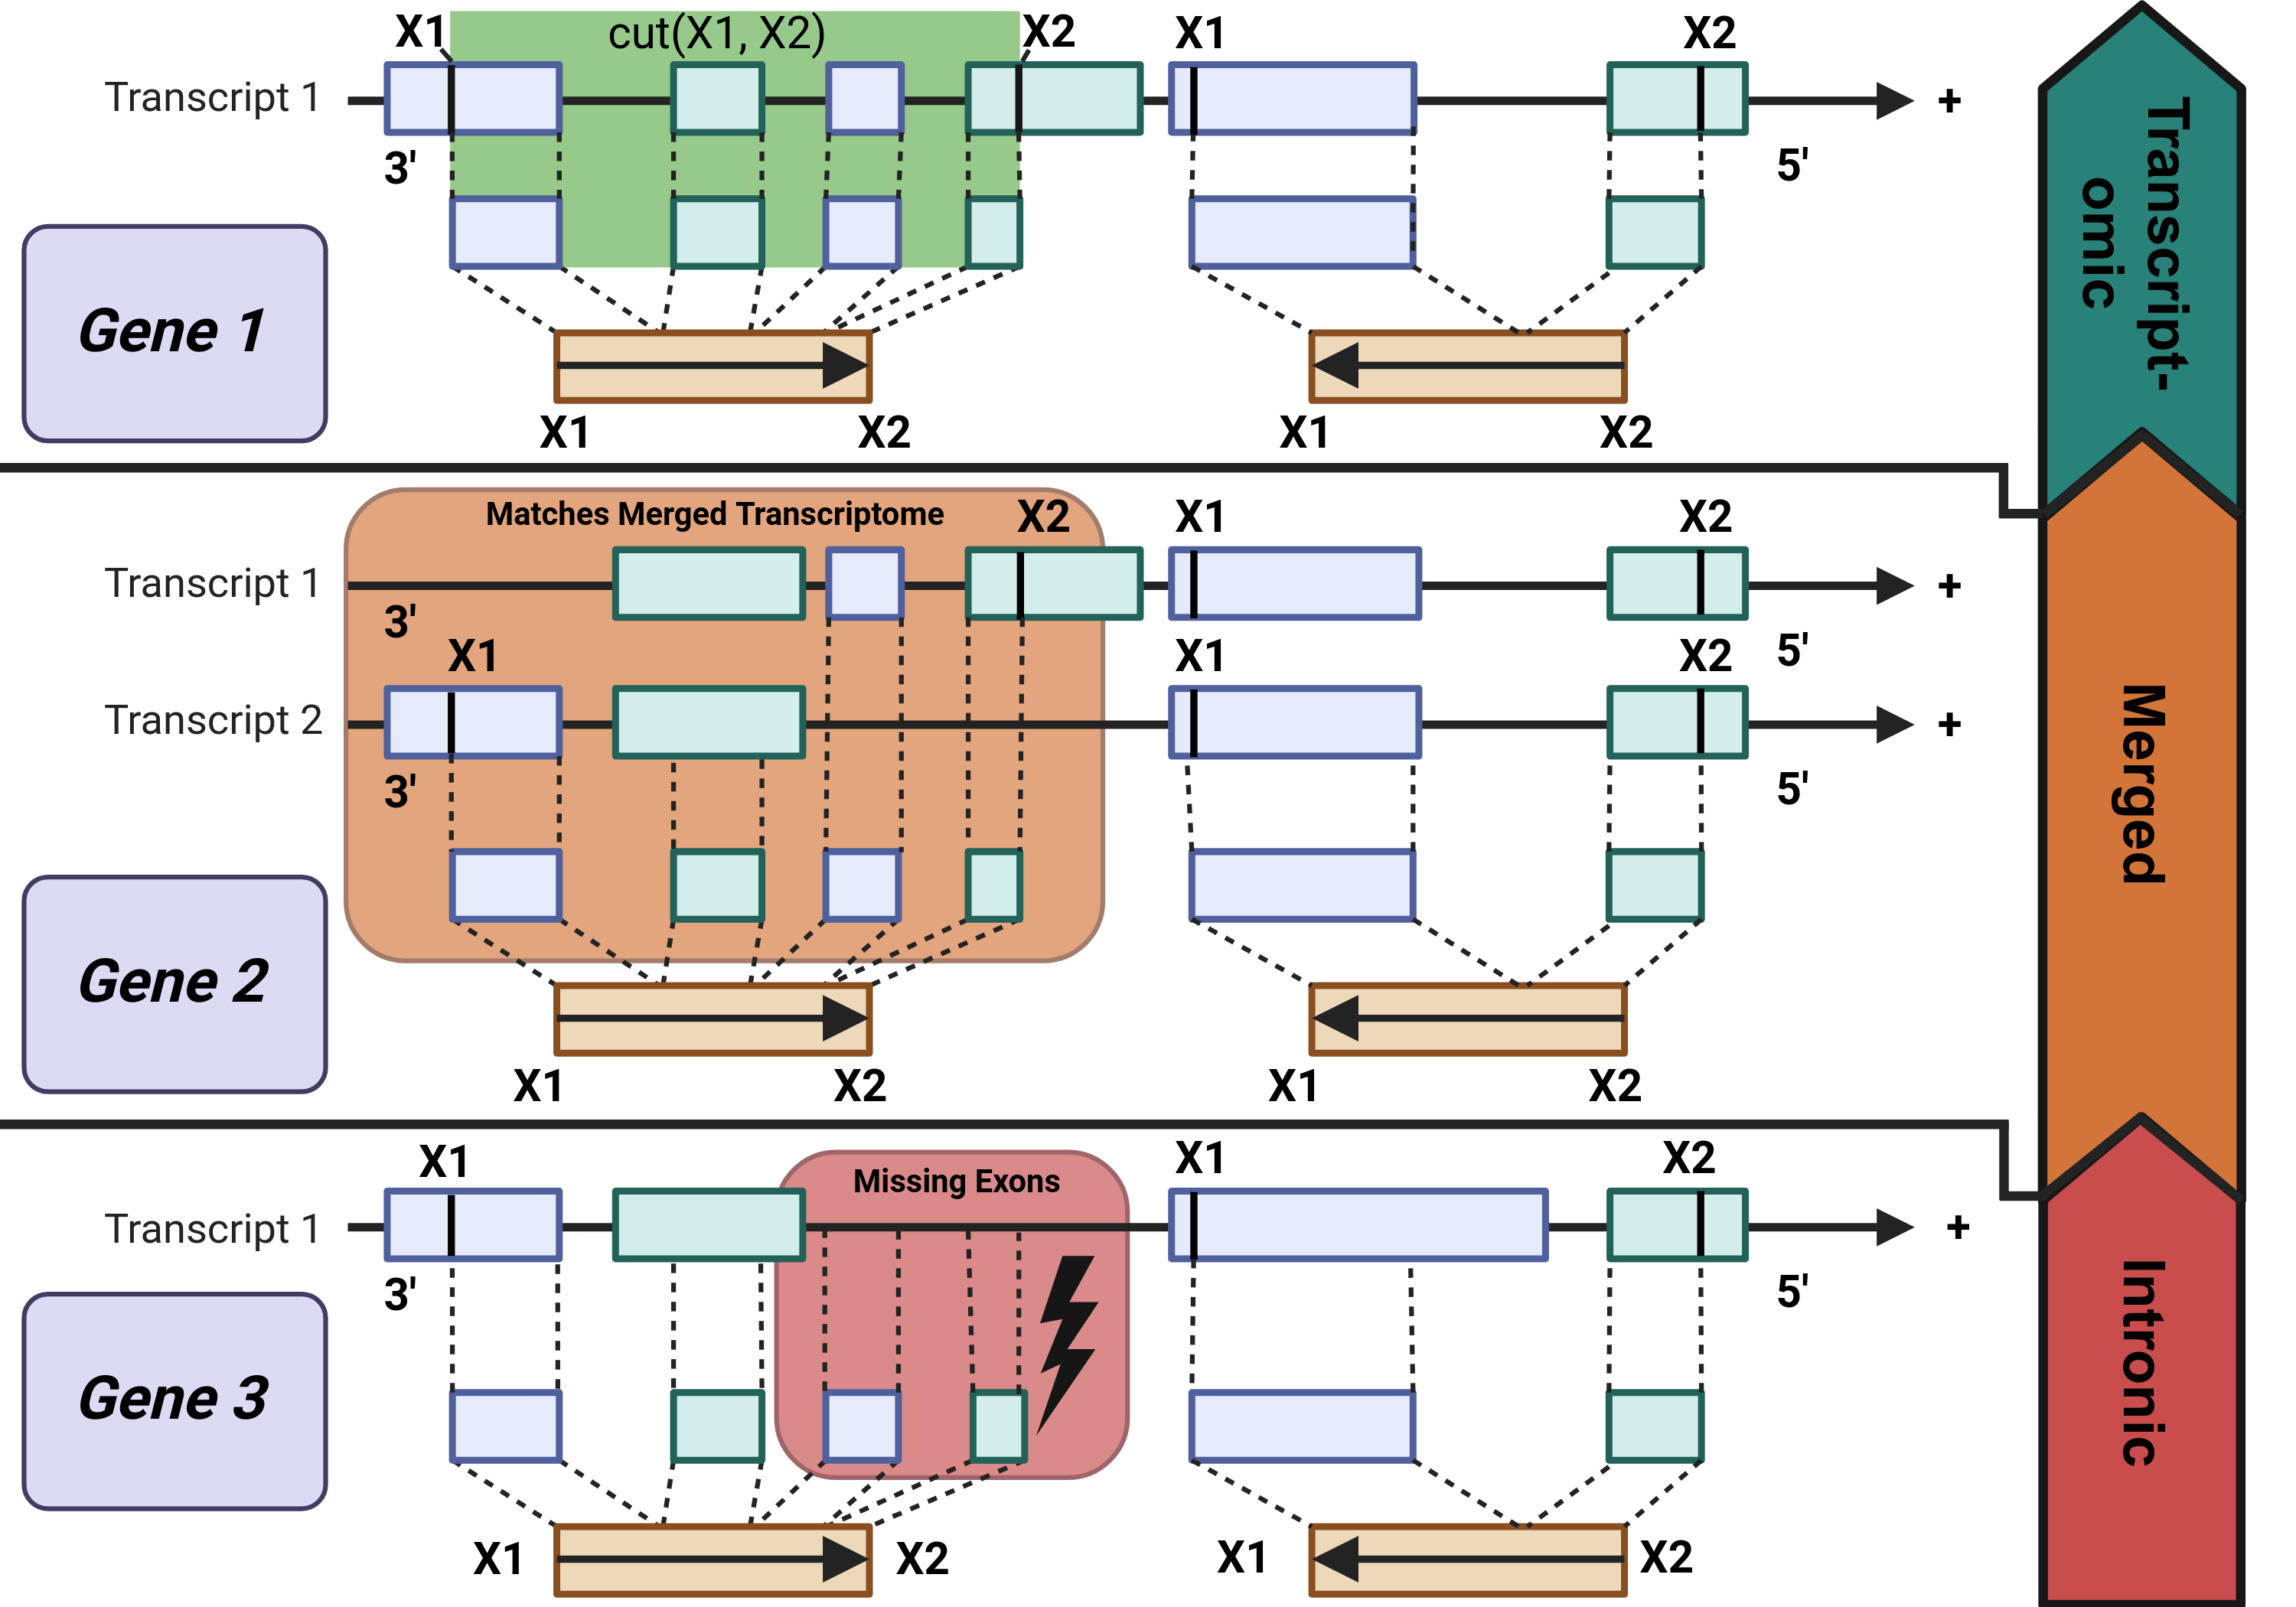 X1
cut(X1, X2)
X2
X1
X2
Transcript 1
+
3'
5'
Gene 1
X1
X2
X1
X2
Transcript-
omic
Matches Merged Transcriptome
X2
X1
X2
Transcript 1
+
3'
5'
X1
X1
X2
Transcript 2
+
3'
5'
Gene 2
X1
X2
X1
X2
Merged
X1
Missing Exons
X1
X2
Transcript 1
+
3'
5'
Gene 3
X1
X2
X1
X2
Intronic